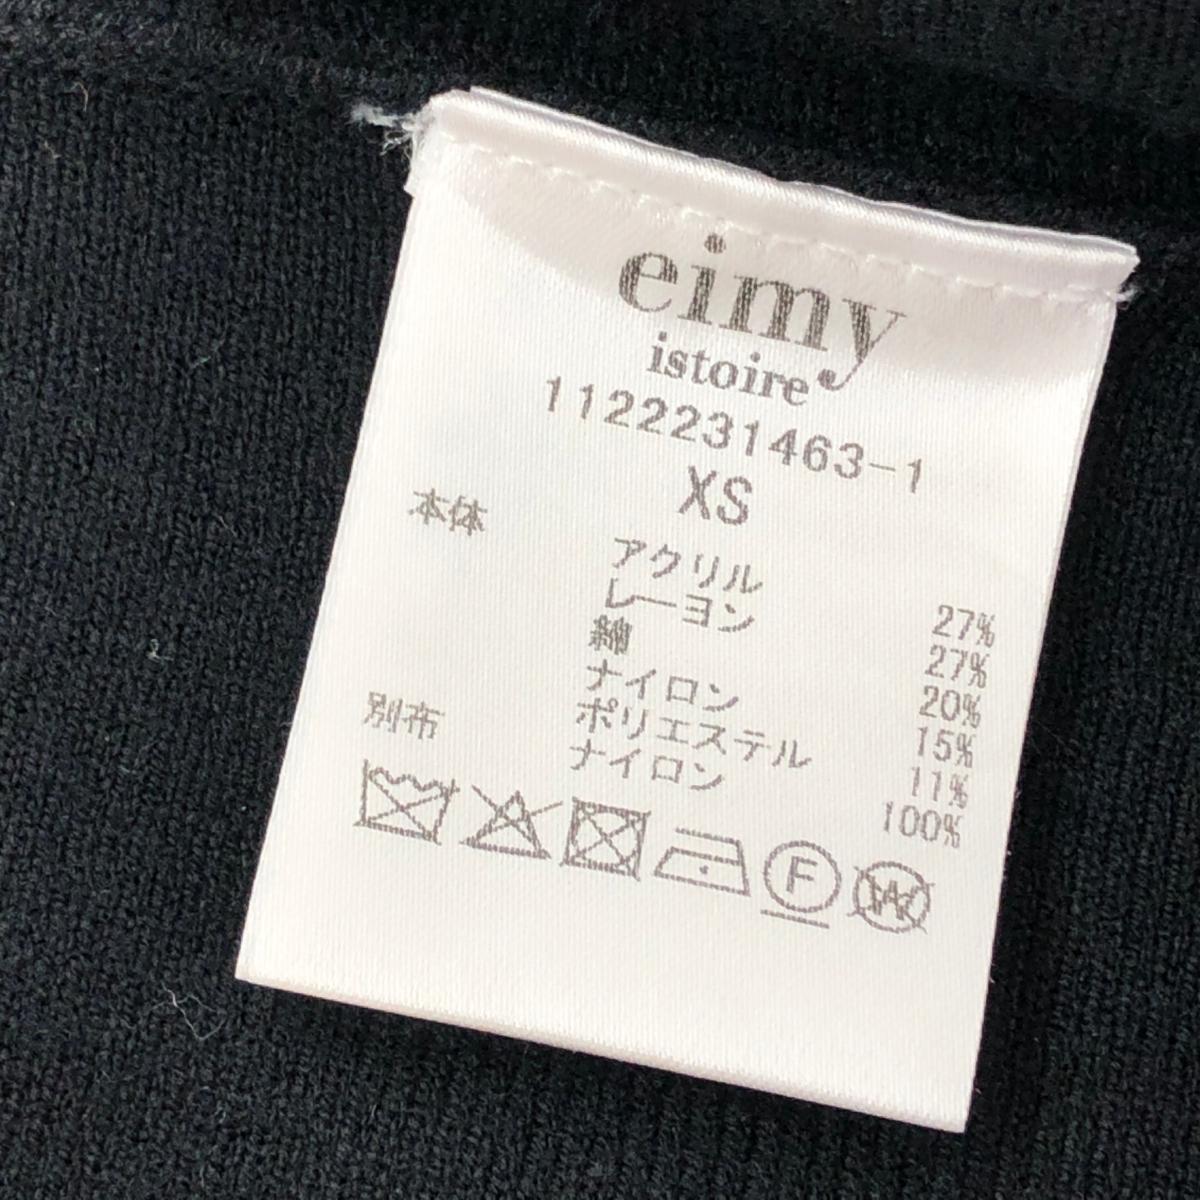 eimy
istoire
1122231463-1
XS
本体 アクリル 27%
レーヨン 27%
綿 20%
ナイロン 15%
ポリエステル 11%
別布 ナイロン 100%
F W